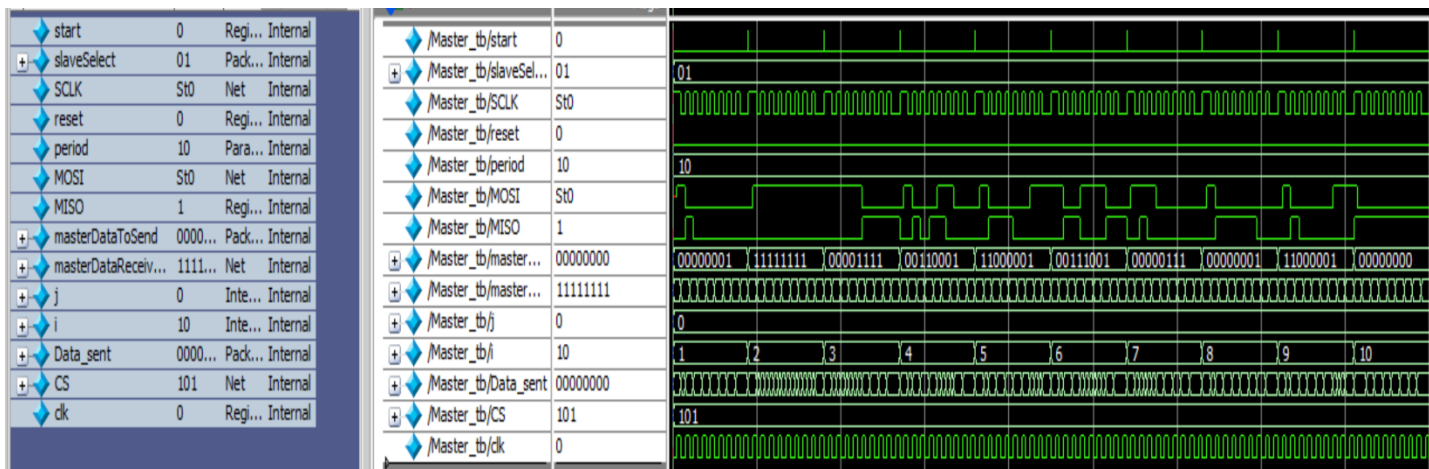 start 0 Regi... Internal
slaveSelect 01 Pack... Internal
SCLK St0 Net Internal
reset 0 Regi... Internal
period 10 Para... Internal
MOSI St0 Net Internal
MISO 1 Regi... Internal
masterDataToSend 0000... Pack... Internal
masterDataReceiv... 1111... Net Internal
j 0 Inte... Internal
i 10 Inte... Internal
Data_sent 0000... Pack... Internal
CS 101 Net Internal
clk 0 Regi... Internal
/Master_tb/start 0
/Master_tb/slaveSel... 01 01
/Master_tb/SCLK St0
/Master_tb/reset 0
/Master_tb/period 10 10
/Master_tb/MOSI St0
/Master_tb/MISO 1
/Master_tb/master... 00000000 00000001 11111111 00001111 00110001 11000001 00111001 00000111 00000001 11000001 00000000
/Master_tb/master... 11111111
/Master_tb/j 0 0
/Master_tb/i 10 1 2 3 4 5 6 7 8 9 10
/Master_tb/Data_sent 00000000
/Master_tb/CS 101 101
/Master_tb/clk 0